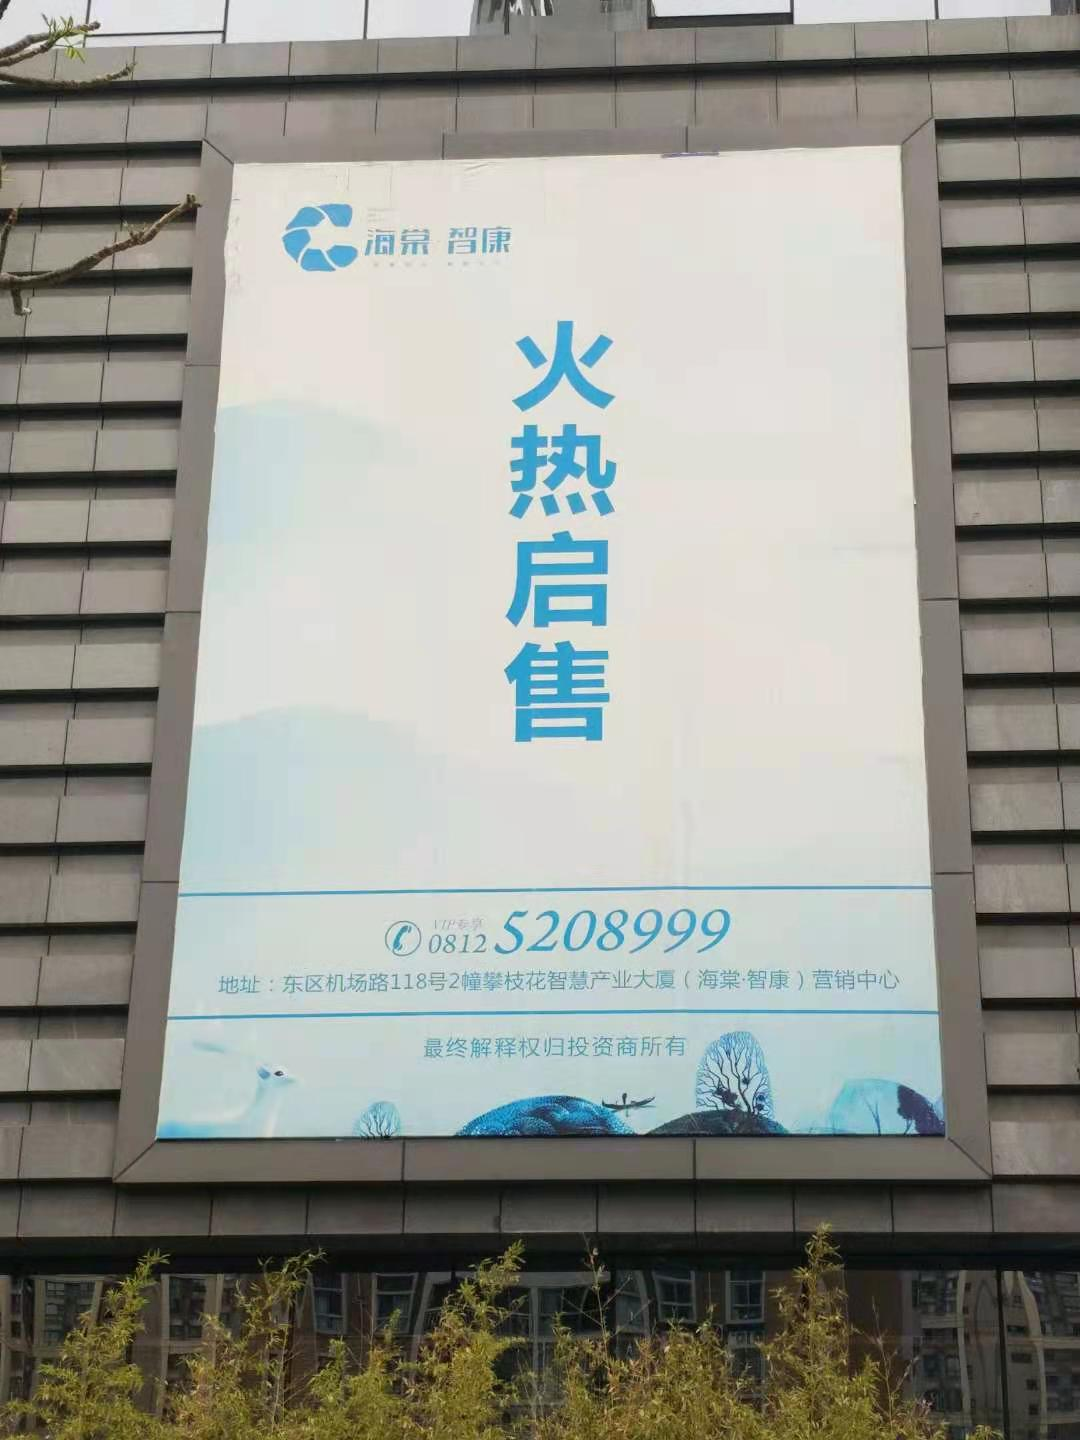 海棠·智康
火热启售
VIP专享
0812 5208999
地址：东区机场路118号2幢攀枝花智慧产业大厦（海棠·智康）营销中心
最终解释权归投资商所有